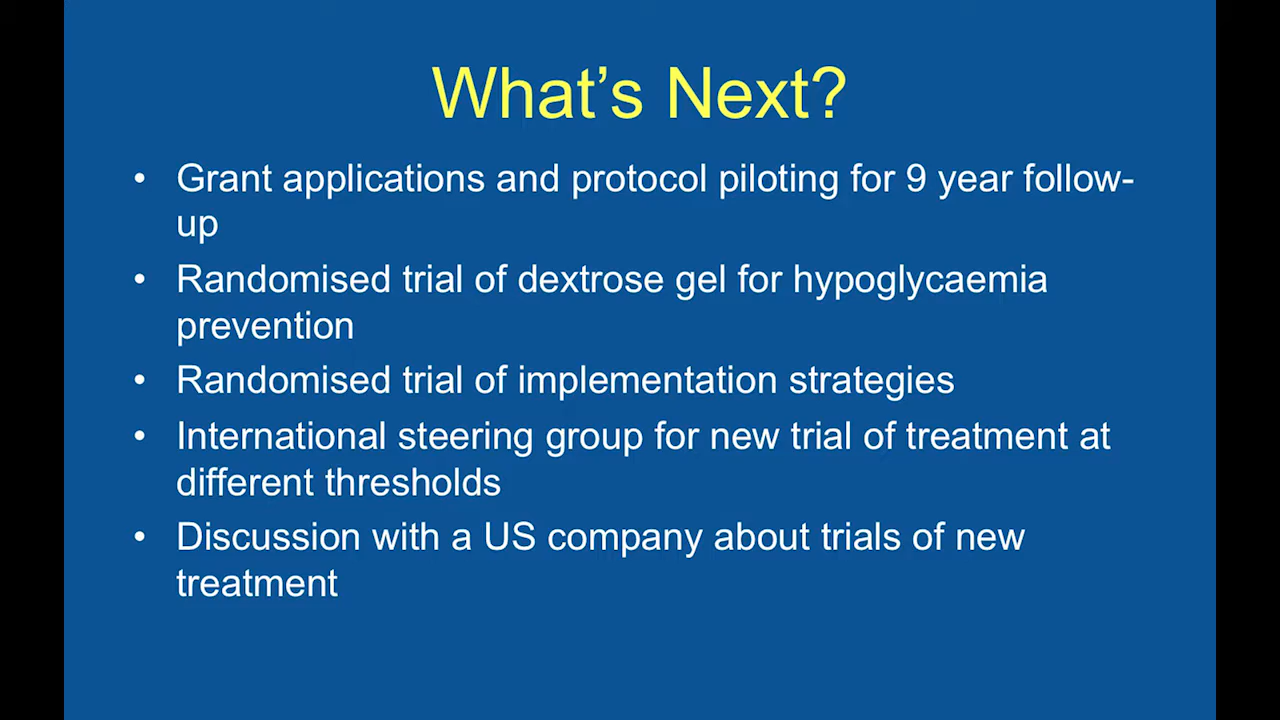 What's Next?
• Grant applications and protocol piloting for 9 year follow-
up
• Randomised trial of dextrose gel for hypoglycaemia
prevention
• Randomised trial of implementation strategies
• International steering group for new trial of treatment at
different thresholds
• Discussion with a US company about trials of new
treatment